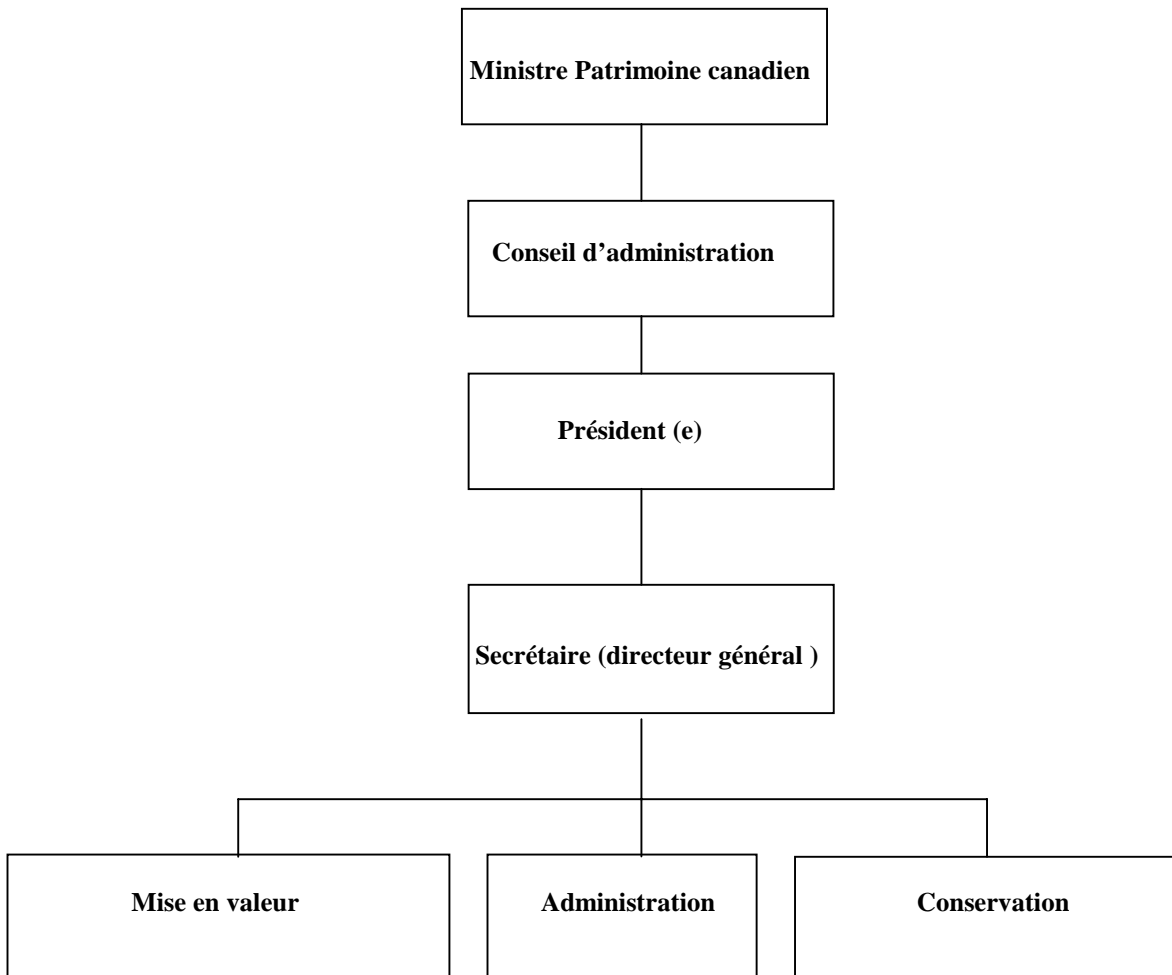 Ministre Patrimoine canadien
Conseil d’administration
Président (e)
Secrétaire (directeur général )
Mise en valeur
Administration
Conservation